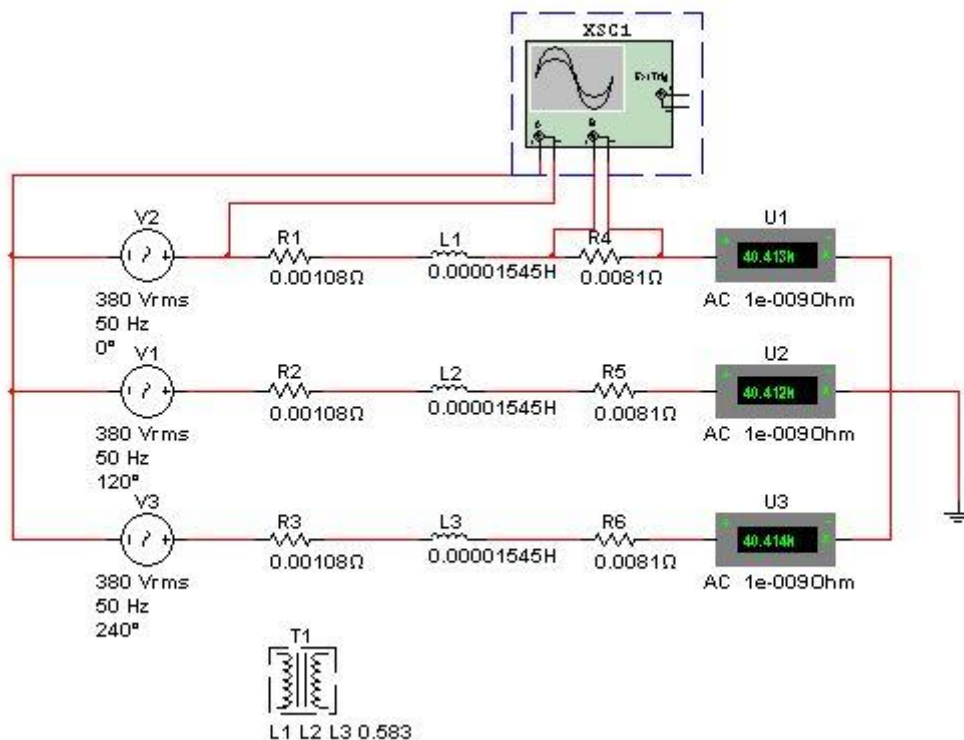 XSC1
Ext Trig
A
B
V2
R1
L1
R4
U1
0.00108Ω
0.00001545H
0.0081Ω
40.413K
380 Vrms
50 Hz
0°
AC 1e-009Ohm
V1
R2
L2
R5
U2
0.00108Ω
0.00001545H
0.0081Ω
40.412K
380 Vrms
50 Hz
120°
AC 1e-009Ohm
V3
R3
L3
R6
U3
0.00108Ω
0.00001545H
0.0081Ω
40.414K
380 Vrms
50 Hz
240°
AC 1e-009Ohm
T1
L1 L2 L3 0.583